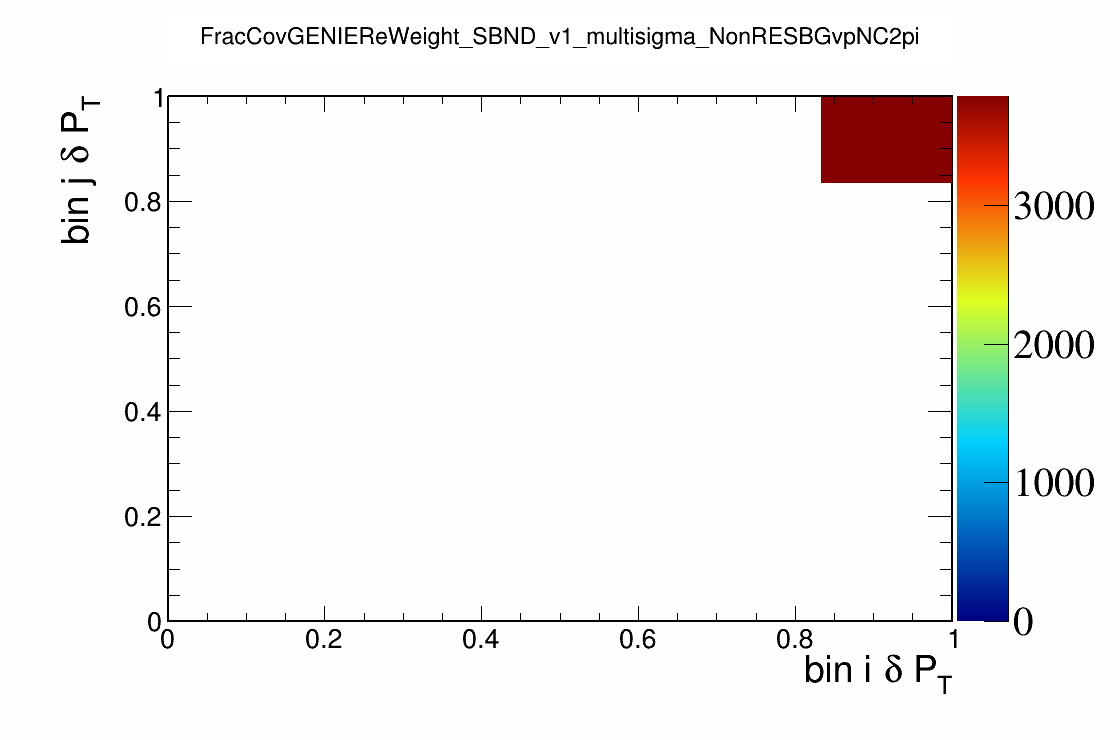 FracCovGENIEReWeight_SBND_v1_multisigma_NonRESBGvpNC2pi
bin j δ P_T
1
0.8
0.6
0.4
0.2
0
0 0.2 0.4 0.6 0.8 1
bin i δ P_T
3000
2000
1000
0